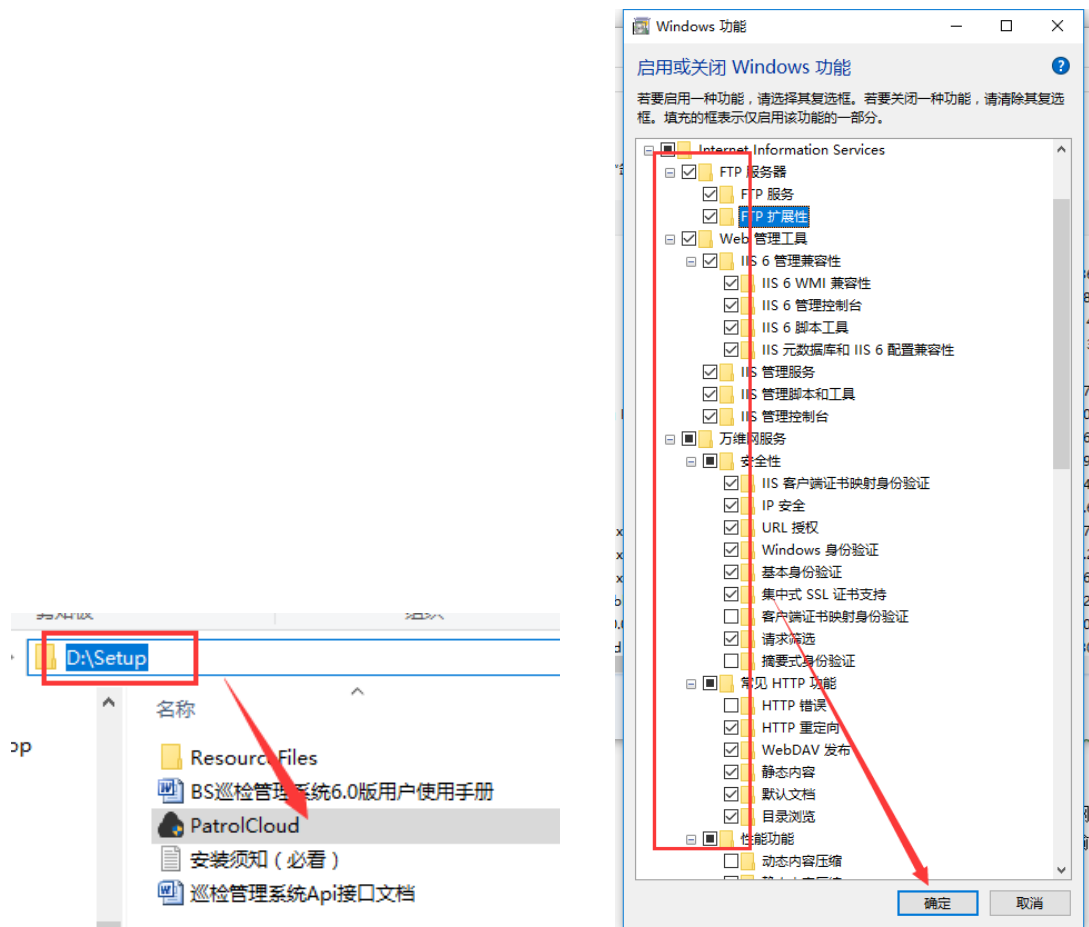 Windows 功能
启用或关闭 Windows 功能
若要启用一种功能，请选择其复选框。若要关闭一种功能，请清除其复选
框。填充的框表示仅启用该功能的一部分。
Internet Information Services
FTP 服务器
FTP 服务
FTP 扩展性
Web 管理工具
IIS 6 管理兼容性
IIS 6 WMI 兼容性
IIS 6 管理控制台
IIS 6 脚本工具
IIS 元数据库和 IIS 6 配置兼容性
IIS 管理服务
IIS 管理脚本和工具
IIS 管理控制台
万维网服务
安全性
IIS 客户端证书映射身份验证
IP 安全
URL 授权
Windows 身份验证
基本身份验证
集中式 SSL 证书支持
客户端证书映射身份验证
请求筛选
摘要式身份验证
常见 HTTP 功能
HTTP 错误
HTTP 重定向
WebDAV 发布
静态内容
默认文档
目录浏览
性能功能
动态内容压缩
确定
取消
D:\Setup
名称
ResourceFiles
BS巡检管理系统6.0版用户使用手册
PatrolCloud
安装须知（必看）
巡检管理系统Api接口文档